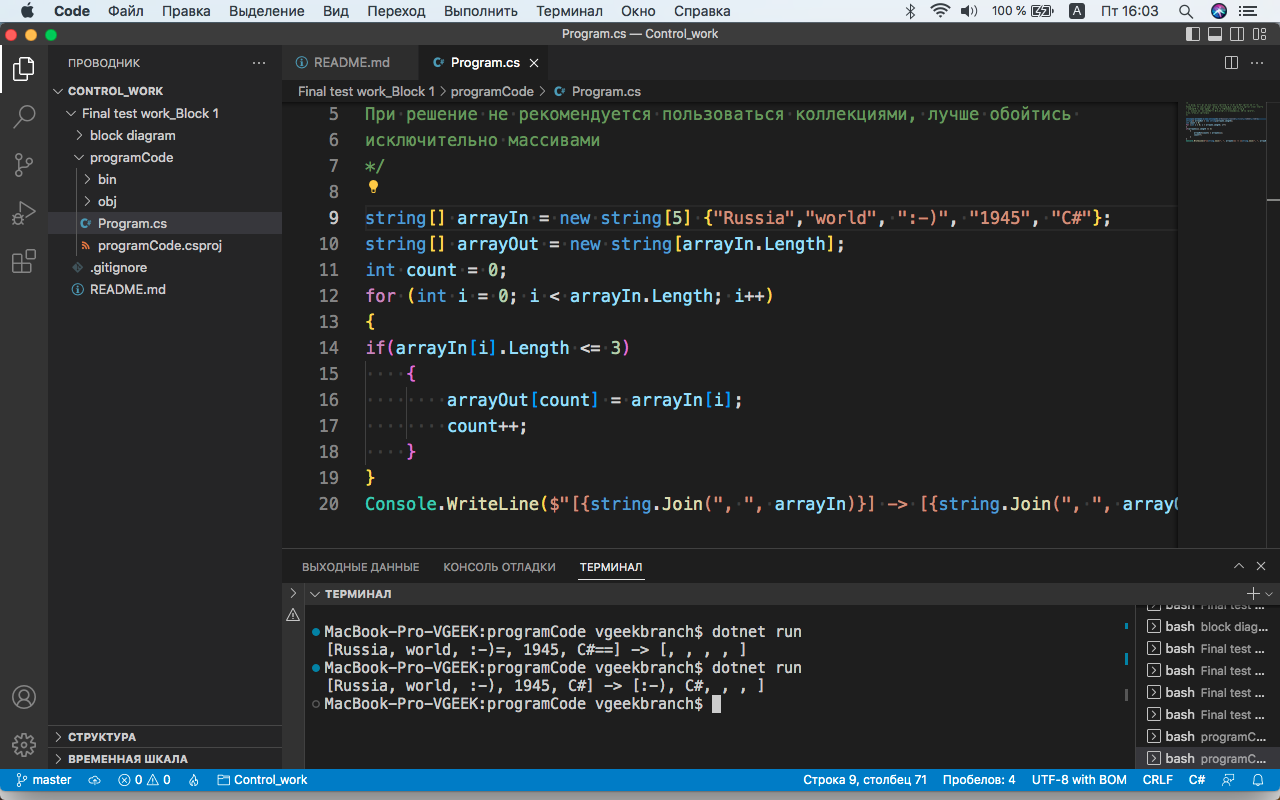 Code Файл Правка Выделение Вид Переход Выполнить Терминал Окно Справка 100 % A Пт 16:03
Program.cs — Control_work
ПРОВОДНИК ...
README.md
Program.cs
Final test work_Block 1 > programCode > Program.cs
CONTROL_WORK
Final test work_Block 1
block diagram
programCode
bin
obj
Program.cs
programCode.csproj
.gitignore
README.md
СТРУКТУРА
ВРЕМЕННАЯ ШКАЛА
5 При решение не рекомендуется пользоваться коллекциями, лучше обойтись
6 исключительно массивами
7 */
8
9 string[] arrayIn = new string[5] {"Russia","world", ":-)", "1945", "C#"};
10 string[] arrayOut = new string[arrayIn.Length];
11 int count = 0;
12 for (int i = 0; i < arrayIn.Length; i++)
13 {
14 if(arrayIn[i].Length <= 3)
15 {
16 arrayOut[count] = arrayIn[i];
17 count++;
18 }
19 }
20 Console.WriteLine($"[{string.Join(", ", arrayIn)}] -> [{string.Join(", ", array
ВЫХОДНЫЕ ДАННЫЕ КОНСОЛЬ ОТЛАДКИ ТЕРМИНАЛ
ТЕРМИНАЛ
MacBook-Pro-VGEEK:programCode vgeekbranch$ dotnet run
[Russia, world, :-)=, 1945, C#==] -> [, , , , ]
MacBook-Pro-VGEEK:programCode vgeekbranch$ dotnet run
[Russia, world, :-), 1945, C#] -> [:-), C#, , , ]
MacBook-Pro-VGEEK:programCode vgeekbranch$
bash Final test ...
bash block diag...
bash Final test ...
bash Final test ...
bash Final test ...
bash Final test ...
bash programC...
bash programC...
master 0 0 Control_work Строка 9, столбец 71 Пробелов: 4 UTF-8 with BOM CRLF C#